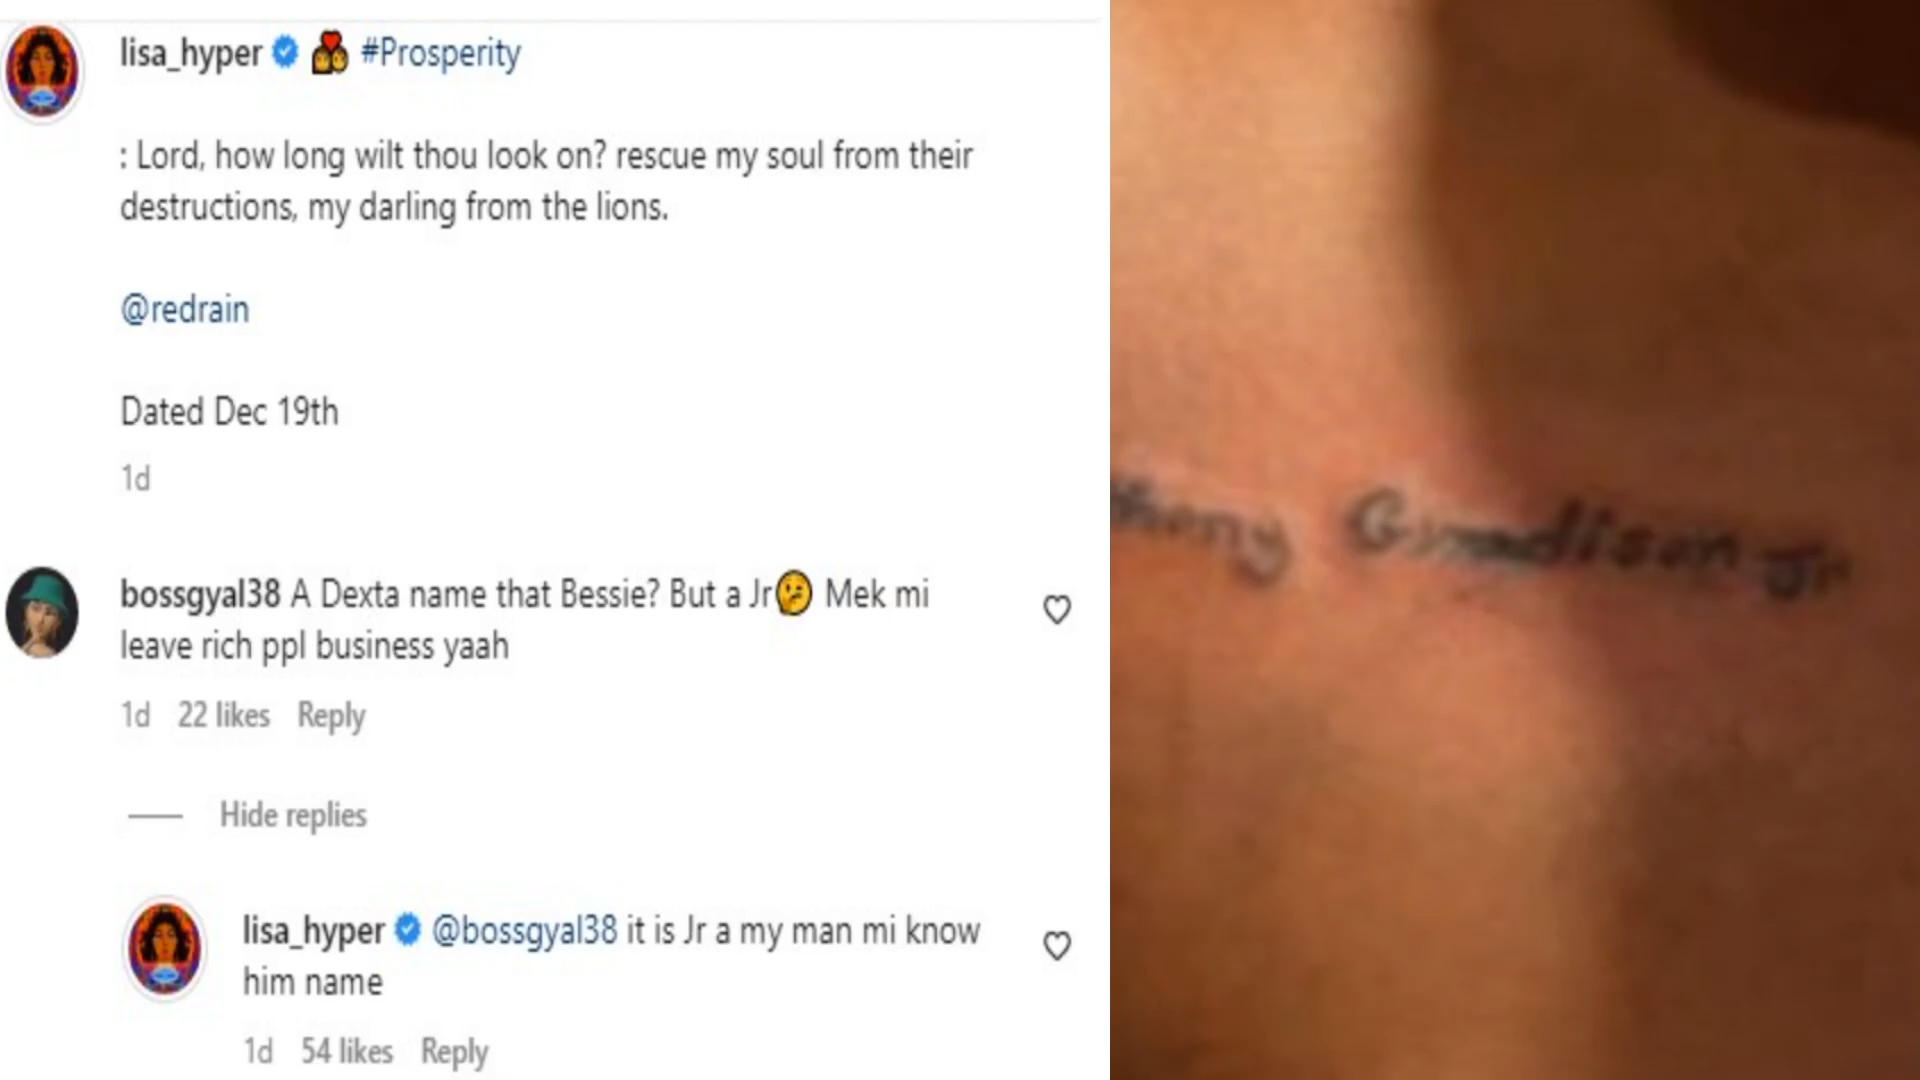 lisa_hyper #Prosperity
: Lord, how long wilt thou look on? rescue my soul from their
destructions, my darling from the lions.
@redrain
Dated Dec 19th
1d
bossgyal38 A Dexta name that Bessie? But a Jr🤔 Mek mi
leave rich ppl business yaah
1d 22 likes Reply
Hide replies
lisa_hyper @bossgyal38 it is Jr a my man mi know
him name
1d 54 likes Reply
Jr